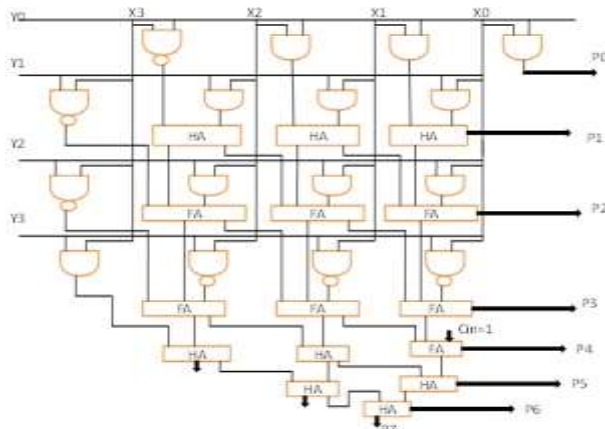 Y0 X3 X2 X1 X0
P0
Y1
HA HA HA P1
Y2
FA FA FA P2
Y3
FA FA FA P3
Cin=1
HA HA FA P4
HA HA P5
HA P6
P7